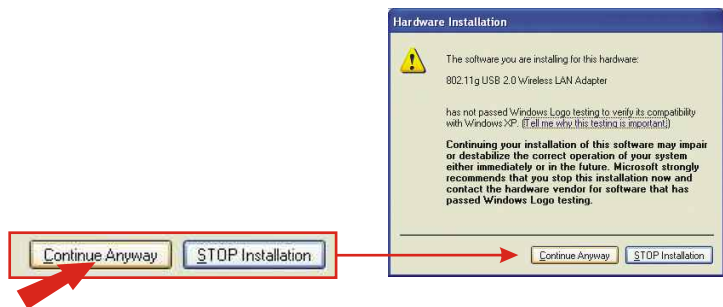 Hardware Installation
The software you are installing for this hardware:
802.11g USB 2.0 Wireless LAN Adapter
has not passed Windows Logo testing to verify its compatibility
with Windows XP. (Tell me why this testing is important.)
Continuing your installation of this software may impair
or destabilize the correct operation of your system
either immediately or in the future. Microsoft strongly
recommends that you stop this installation now and
contact the hardware vendor for software that has
passed Windows Logo testing.
Continue Anyway STOP Installation
Continue Anyway STOP Installation